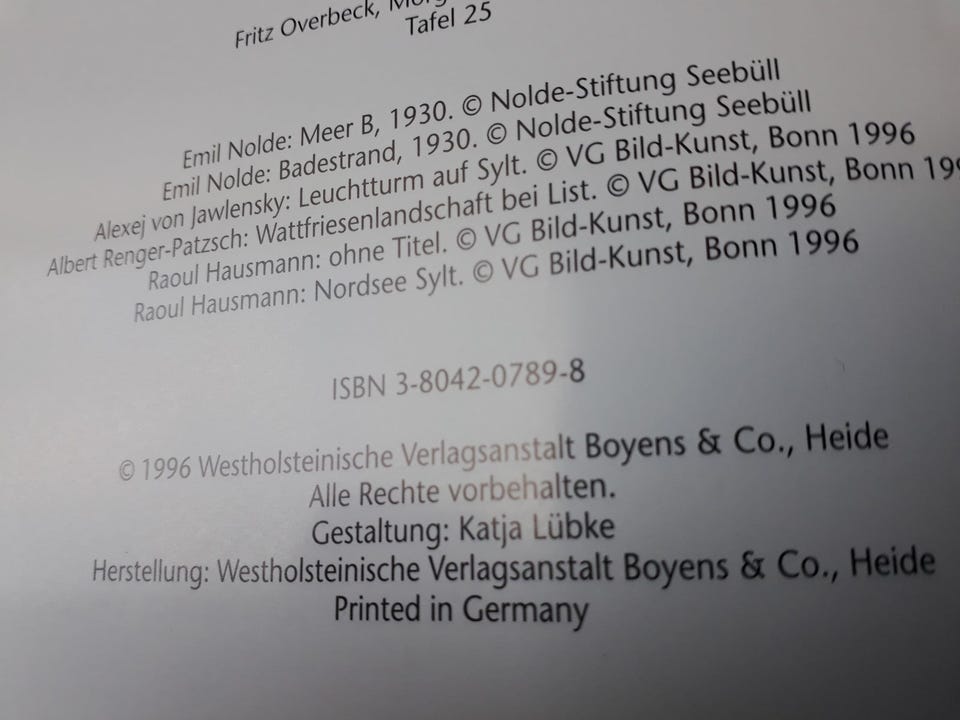 Fritz Overbeck,
Tafel 25
Emil Nolde: Meer B, 1930. © Nolde-Stiftung Seebüll
Emil Nolde: Badestrand, 1930. © Nolde-Stiftung Seebüll
Alexej von Jawlensky: Leuchtturm auf Sylt. © VG Bild-Kunst, Bonn 1996
Albert Renger-Patzsch: Wattfriesenlandschaft bei List. © VG Bild-Kunst, Bonn
Raoul Hausmann: ohne Titel. © VG Bild-Kunst, Bonn 1996
Raoul Hausmann: Nordsee Sylt. © VG Bild-Kunst, Bonn 1996
ISBN 3-8042-0789-8
© 1996 Westholsteinische Verlagsanstalt Boyens & Co., Heide
Alle Rechte vorbehalten.
Gestaltung: Katja Lübke
Herstellung: Westholsteinische Verlagsanstalt Boyens & Co., Heide
Printed in Germany